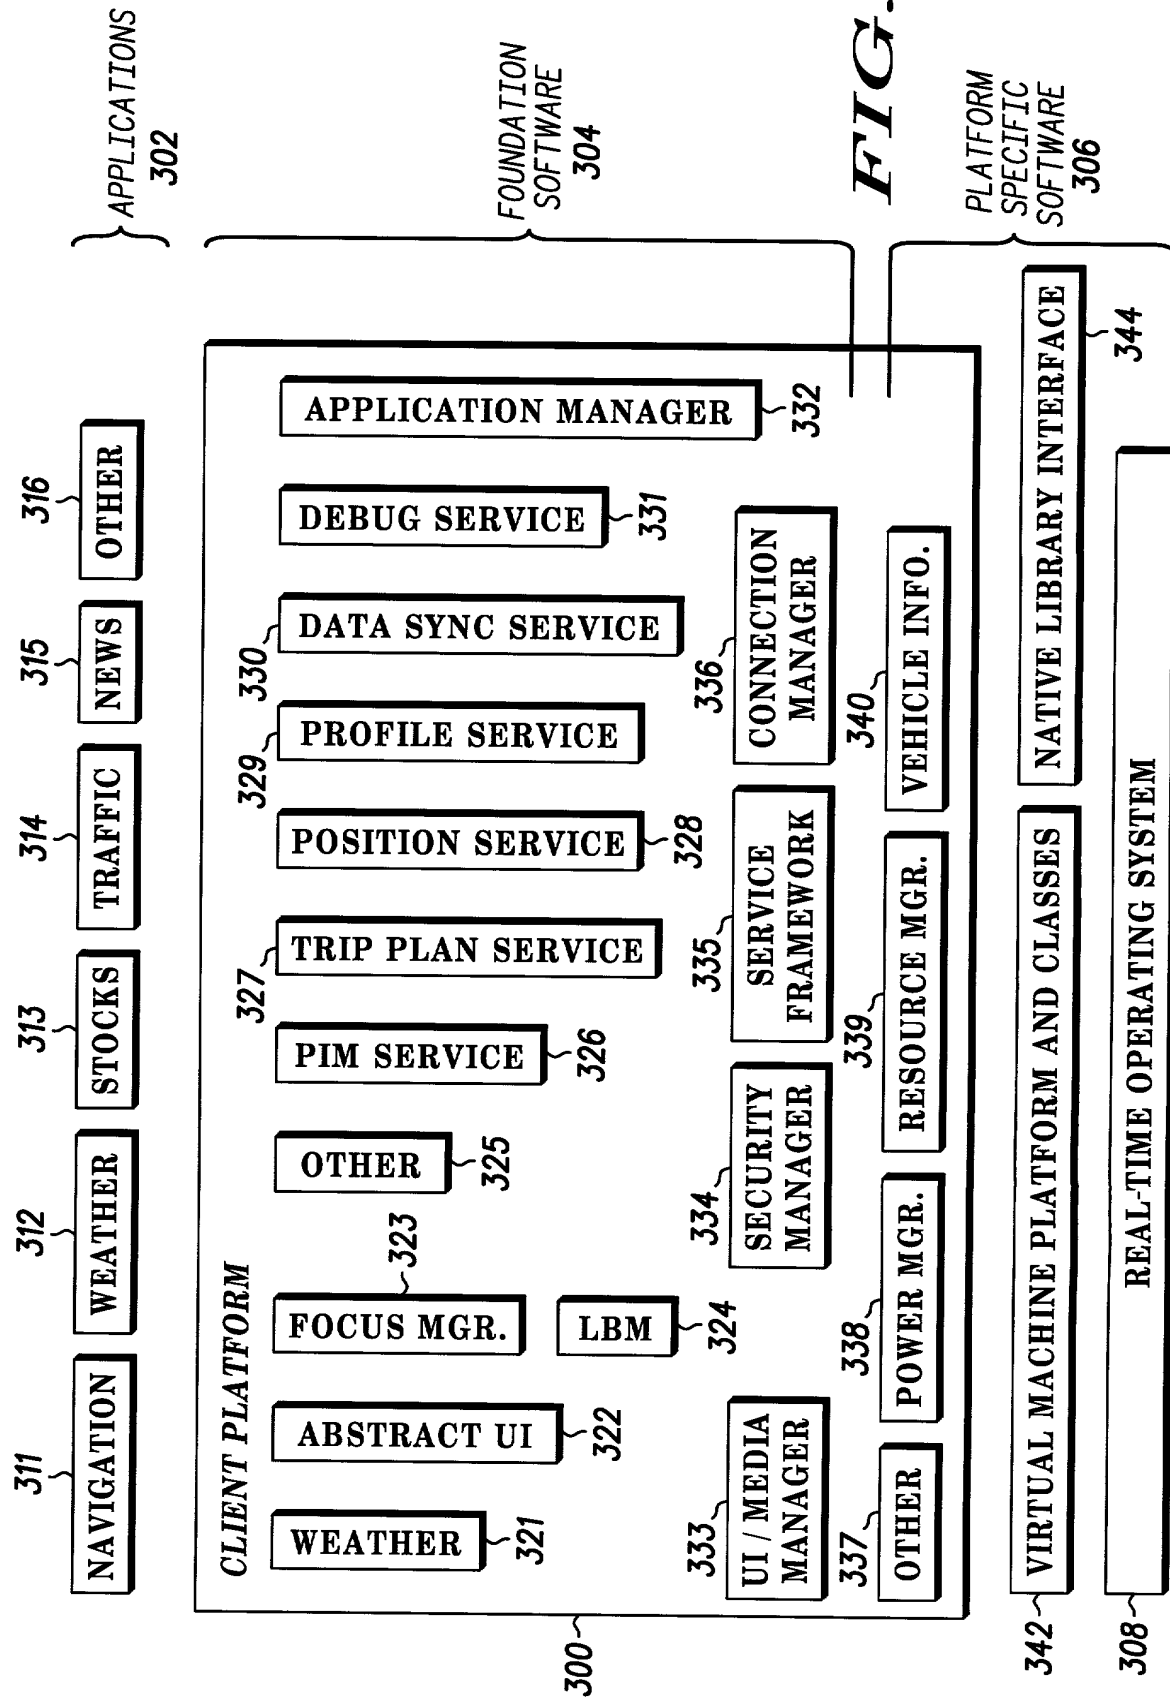 311
312
313
314
315
316
NAVIGATION
WEATHER
STOCKS
TRAFFIC
NEWS
OTHER
APPLICATIONS
302
CLIENT PLATFORM
WEATHER
321
ABSTRACT UI
322
FOCUS MGR.
323
LBM
324
OTHER
325
PIM SERVICE
326
TRIP PLAN SERVICE
327
POSITION SERVICE
328
PROFILE SERVICE
329
DATA SYNC SERVICE
330
DEBUG SERVICE
331
APPLICATION MANAGER
332
FOUNDATION
SOFTWARE
304
333
UI / MEDIA
MANAGER
334
SECURITY
MANAGER
335
SERVICE
FRAMEWORK
336
CONNECTION
MANAGER
337
OTHER
338
POWER MGR.
339
RESOURCE MGR.
340
VEHICLE INFO.
300
FIG.
PLATFORM
SPECIFIC
SOFTWARE
306
342
VIRTUAL MACHINE PLATFORM AND CLASSES
NATIVE LIBRARY INTERFACE
344
308
REAL-TIME OPERATING SYSTEM